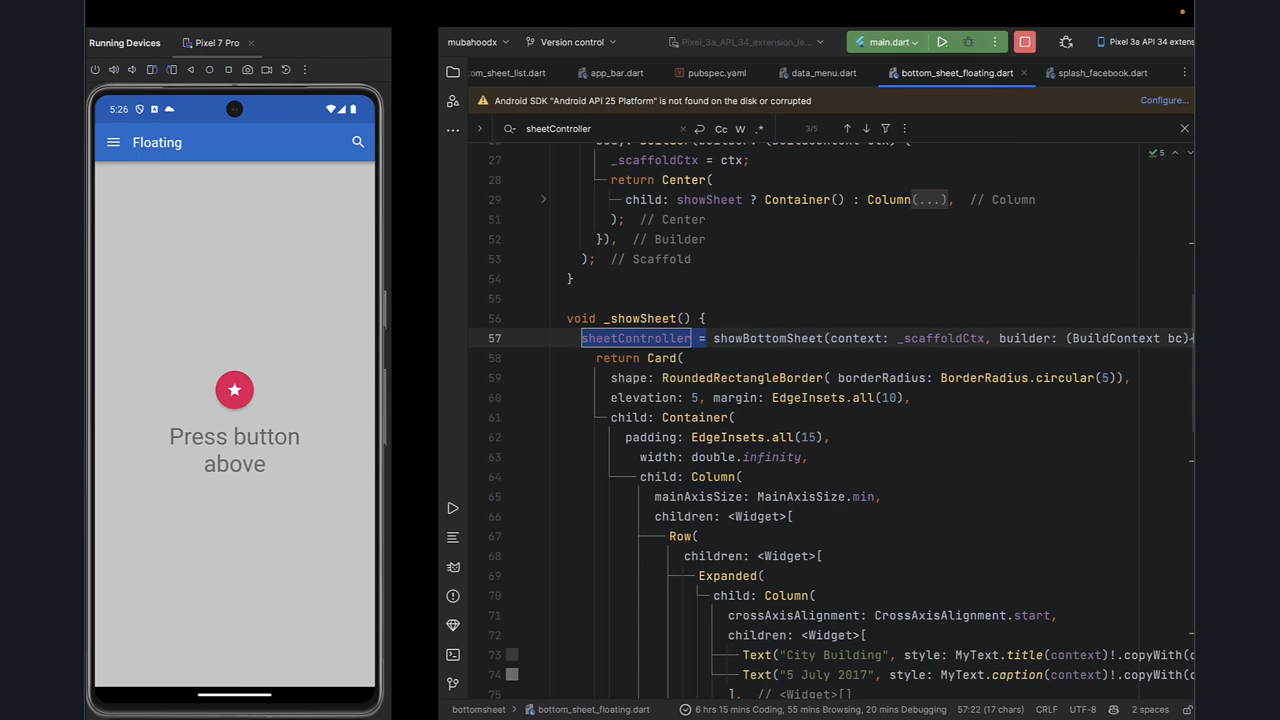 Running Devices
Pixel 7 Pro
5:26
Floating
Press button
above
mubahoodx
Version control
Pixel_3a_API_34_extension_le...
main.dart
Pixel 3a API 34 extens
om_sheet_list.dart
app_bar.dart
pubspec.yaml
data_menu.dart
bottom_sheet_floating.dart
splash_facebook.dart
Android SDK "Android API 25 Platform" is not found on the disk or corrupted
Configure...
sheetController
Cc
W
.*
3/5
5
27 _scaffoldCtx = ctx;
28 return Center(
29 child: showSheet ? Container() : Column(...), // Column
51 ); // Center
52 }), // Builder
53 ); // Scaffold
54 }
55
56 void _showSheet() {
57 sheetController = showBottomSheet(context: _scaffoldCtx, builder: (BuildContext bc)
58 return Card(
59 shape: RoundedRectangleBorder( borderRadius: BorderRadius.circular(5)),
60 elevation: 5, margin: EdgeInsets.all(10),
61 child: Container(
62 padding: EdgeInsets.all(15),
63 width: double.infinity,
64 child: Column(
65 mainAxisSize: MainAxisSize.min,
66 children: <Widget>[
67 Row(
68 children: <Widget>[
69 Expanded(
70 child: Column(
71 crossAxisAlignment: CrossAxisAlignment.start,
72 children: <Widget>[
73 Text("City Building", style: MyText.title(context)!.copyWith(
74 Text("5 July 2017", style: MyText.caption(context)!.copyWith(
75 ], // <Widget>[]
bottomsheet
bottom_sheet_floating.dart
6 hrs 15 mins Coding, 55 mins Browsing, 20 mins Debugging
57:22 (17 chars)
CRLF
UTF-8
2 spaces